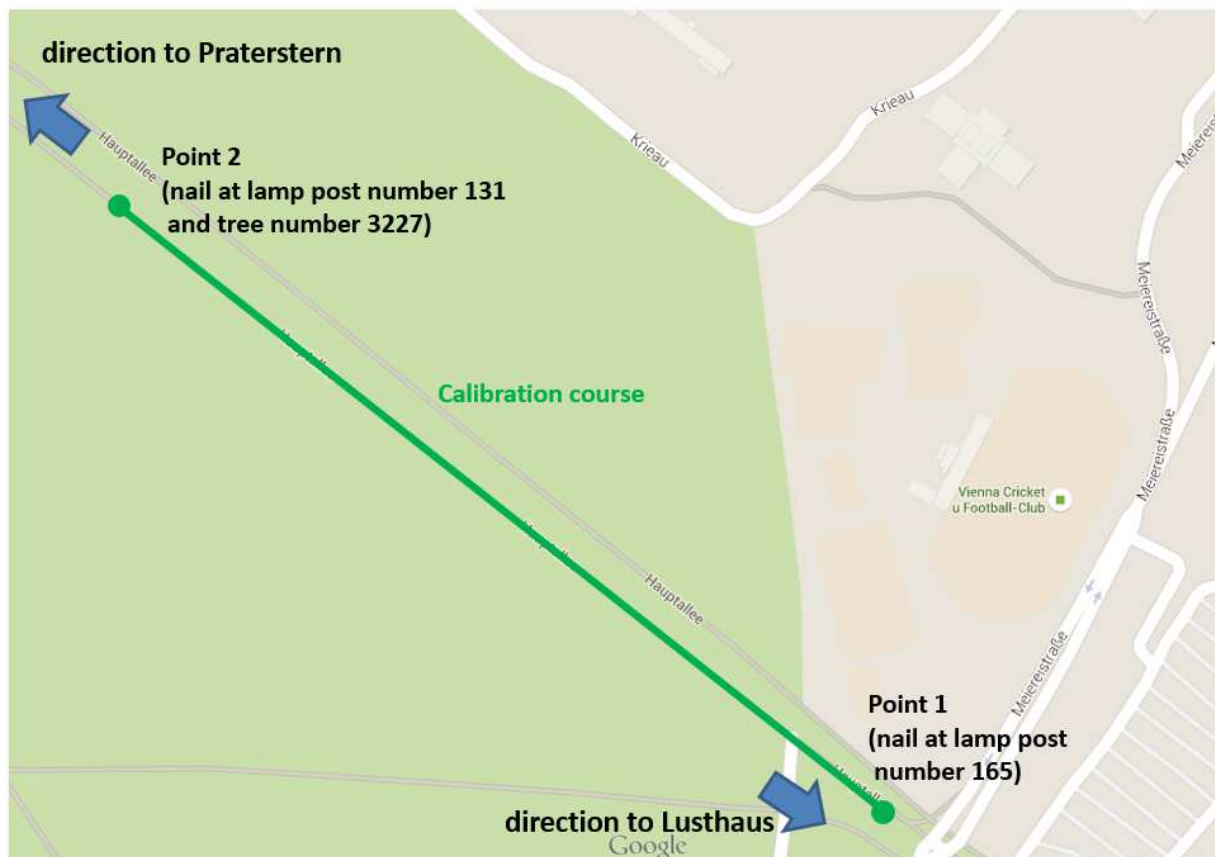 direction to Praterstern
Hauptallee
Point 2
(nail at lamp post number 131
and tree number 3227)
Krieau
Krieau
Meiereistraße
Calibration course
Hauptallee
Vienna Cricket
u Football-Club
Meiereistraße
Meiereistraße
Point 1
(nail at lamp post
number 165)
direction to Lusthaus
Google